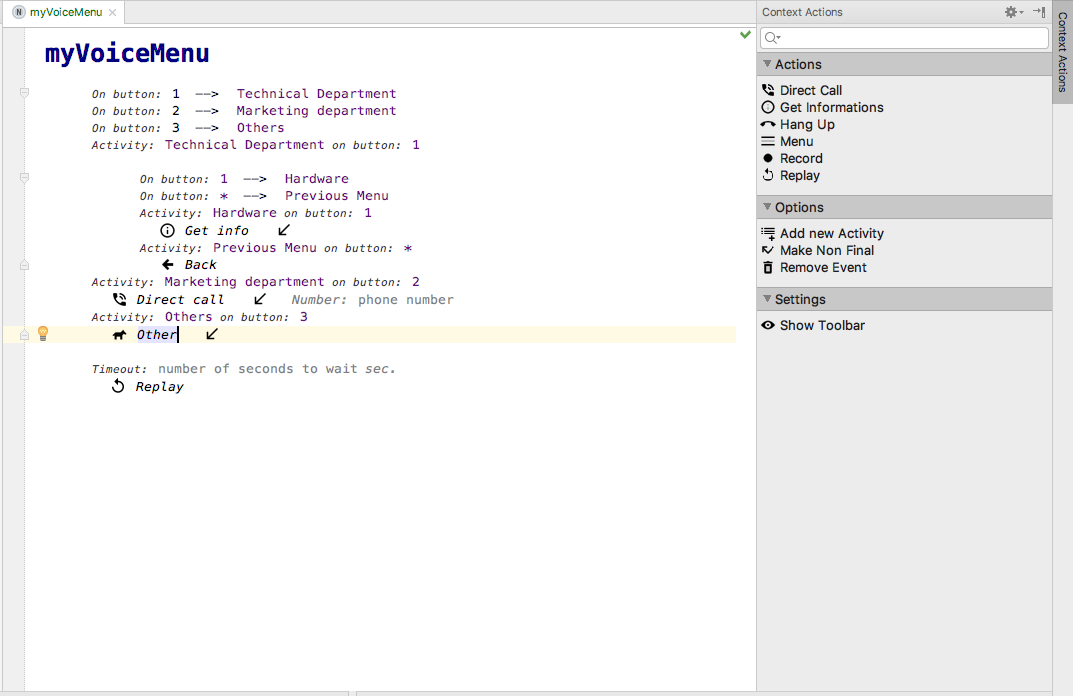 N myVoiceMenu
myVoiceMenu
On button: 1 --> Technical Department
On button: 2 --> Marketing department
On button: 3 --> Others
Activity: Technical Department on button: 1
On button: 1 --> Hardware
On button: * --> Previous Menu
Activity: Hardware on button: 1
Get info
Activity: Previous Menu on button: *
Back
Activity: Marketing department on button: 2
Direct call Number: phone number
Activity: Others on button: 3
Other
Timeout: number of seconds to wait sec.
Replay
Context Actions
Actions
Direct Call
Get Informations
Hang Up
Menu
Record
Replay
Options
Add new Activity
Make Non Final
Remove Event
Settings
Show Toolbar
Context Actions